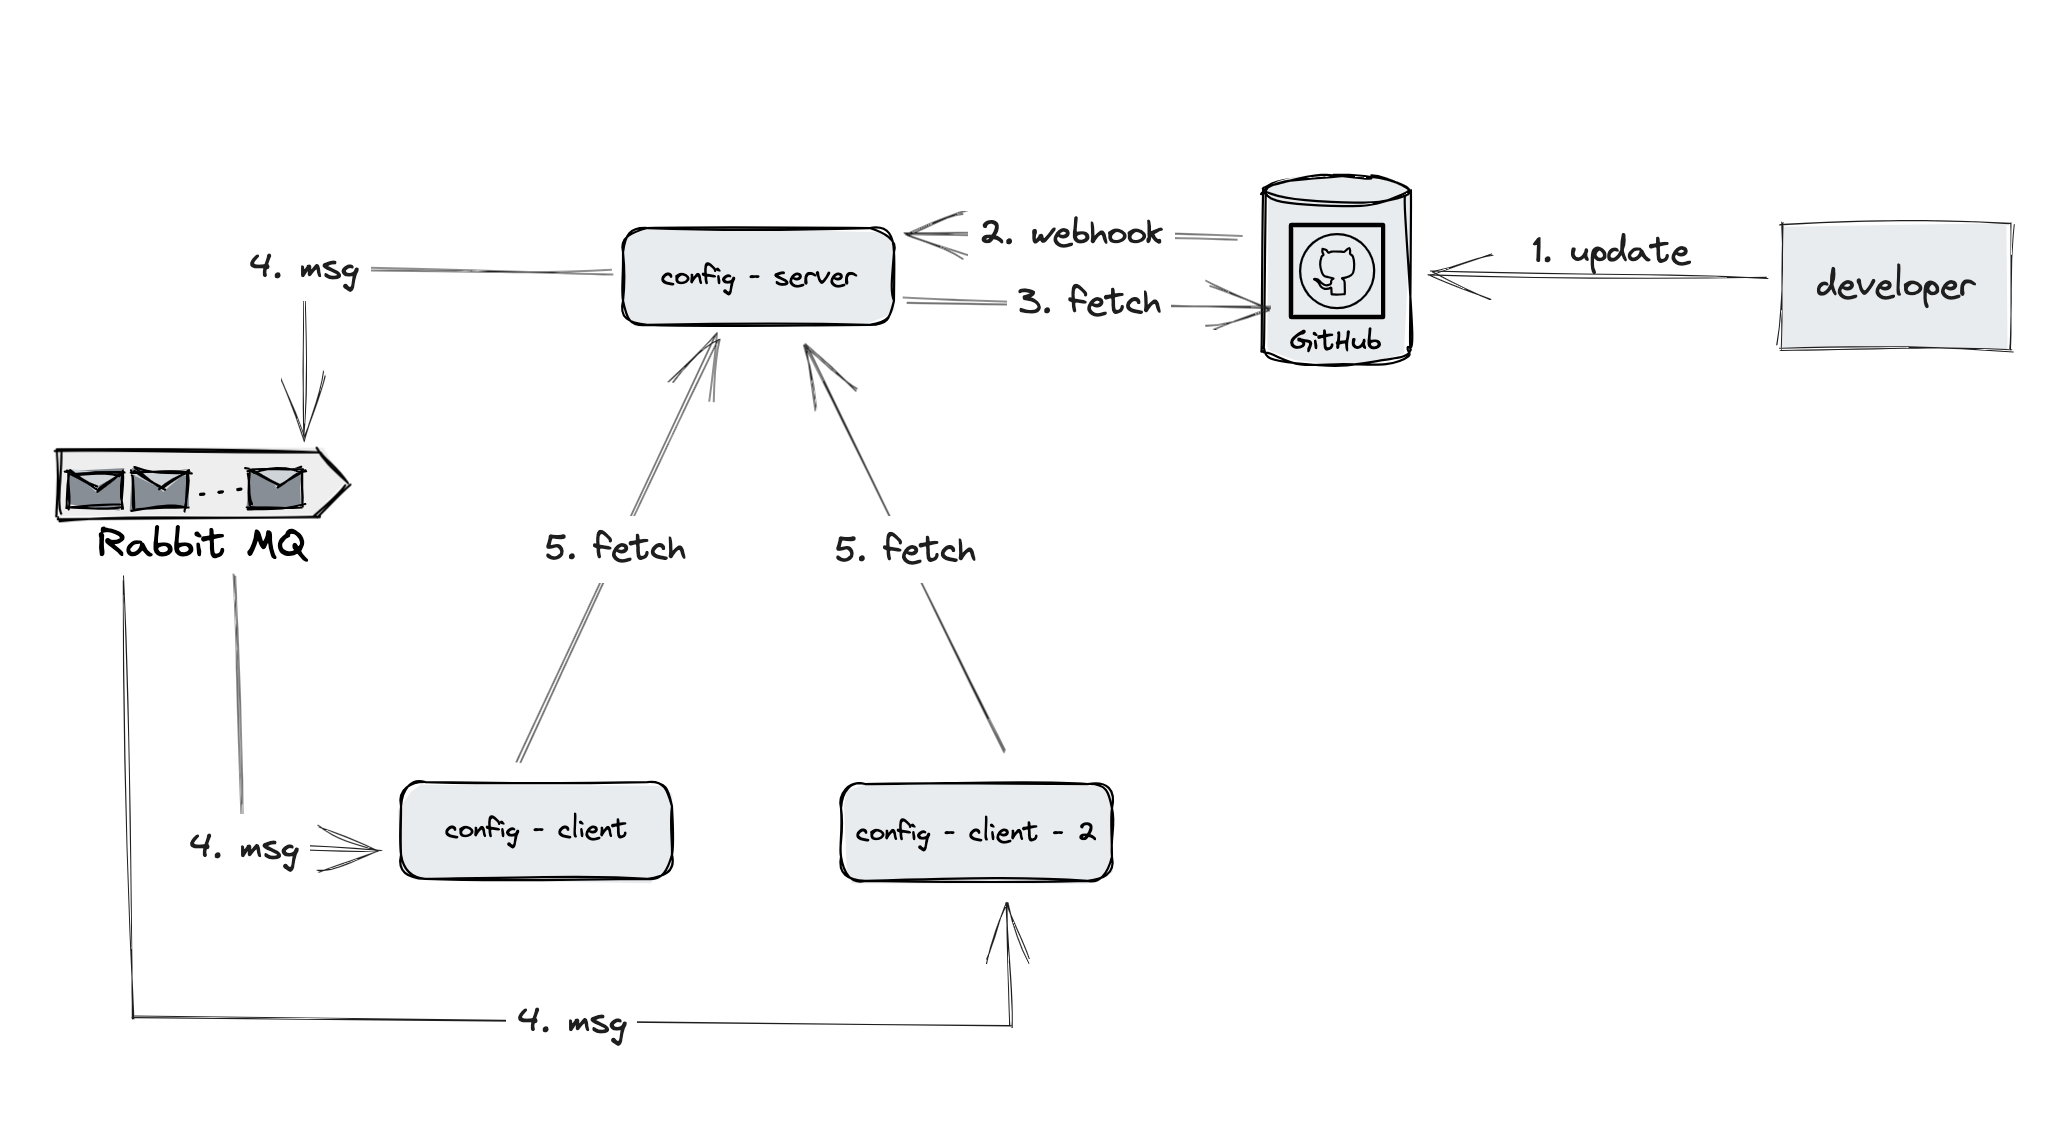 2. webhook
1. update
4. msg
config - server
developer
3. fetch
GitHub
Rabbit MQ
5. fetch
5. fetch
config - client
config - client - 2
4. msg
4. msg